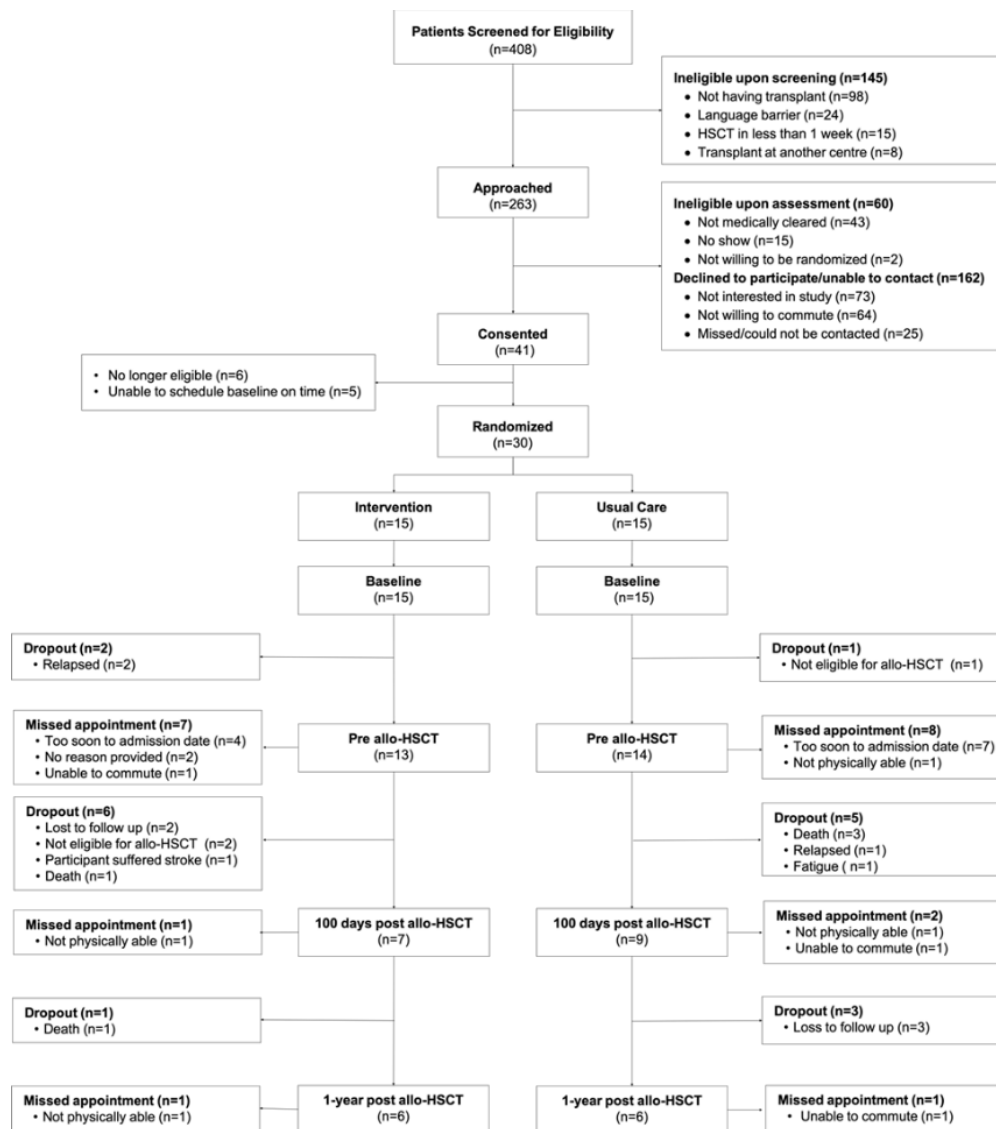 Patients Screened for Eligibility
(n=408)
Ineligible upon screening (n=145)
• Not having transplant (n=98)
• Language barrier (n=24)
• HSCT in less than 1 week (n=15)
• Transplant at another centre (n=8)
Approached
(n=263)
Ineligible upon assessment (n=60)
• Not medically cleared (n=43)
• No show (n=15)
• Not willing to be randomized (n=2)
Declined to participate/unable to contact (n=162)
• Not interested in study (n=73)
• Not willing to commute (n=64)
• Missed/could not be contacted (n=25)
Consented
(n=41)
• No longer eligible (n=6)
• Unable to schedule baseline on time (n=5)
Randomized
(n=30)
Intervention
(n=15)
Usual Care
(n=15)
Baseline
(n=15)
Baseline
(n=15)
Dropout (n=2)
• Relapsed (n=2)
Dropout (n=1)
• Not eligible for allo-HSCT (n=1)
Missed appointment (n=7)
• Too soon to admission date (n=4)
• No reason provided (n=2)
• Unable to commute (n=1)
Pre allo-HSCT
(n=13)
Pre allo-HSCT
(n=14)
Missed appointment (n=8)
• Too soon to admission date (n=7)
• Not physically able (n=1)
Dropout (n=6)
• Lost to follow up (n=2)
• Not eligible for allo-HSCT (n=2)
• Participant suffered stroke (n=1)
• Death (n=1)
Dropout (n=5)
• Death (n=3)
• Relapsed (n=1)
• Fatigue ( n=1)
Missed appointment (n=1)
• Not physically able (n=1)
100 days post allo-HSCT
(n=7)
100 days post allo-HSCT
(n=9)
Missed appointment (n=2)
• Not physically able (n=1)
• Unable to commute (n=1)
Dropout (n=1)
• Death (n=1)
Dropout (n=3)
• Loss to follow up (n=3)
Missed appointment (n=1)
• Not physically able (n=1)
1-year post allo-HSCT
(n=6)
1-year post allo-HSCT
(n=6)
Missed appointment (n=1)
• Unable to commute (n=1)